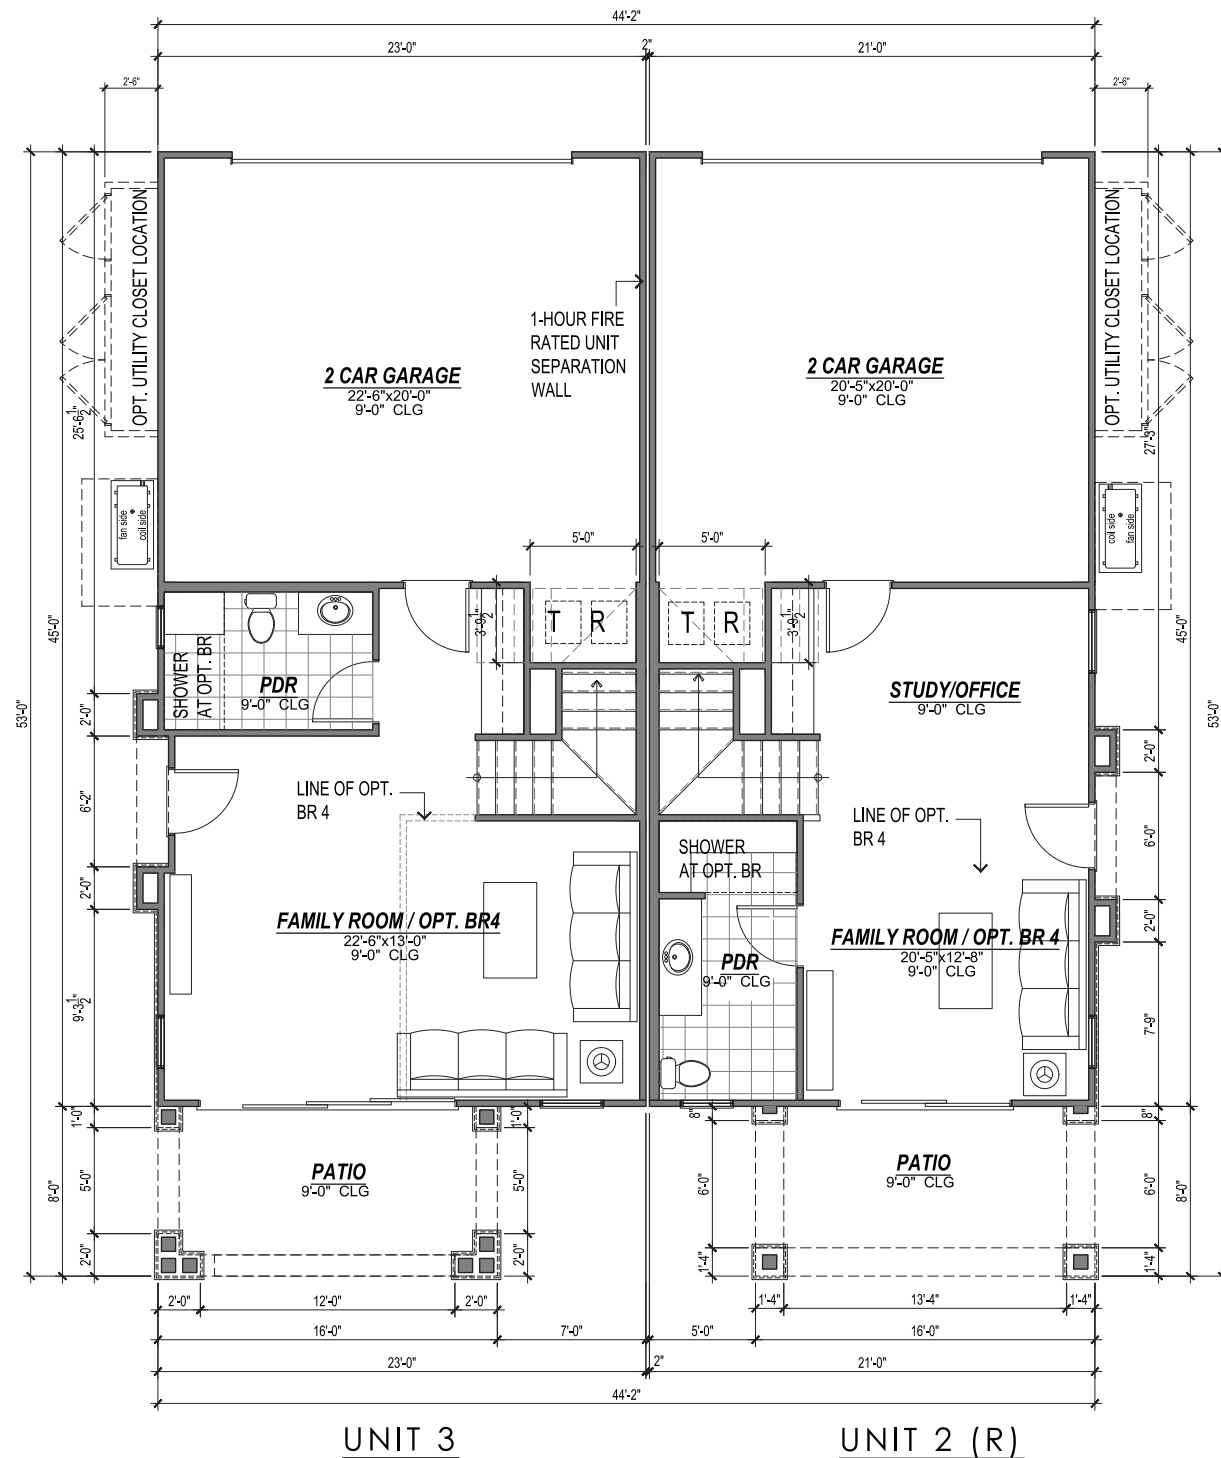 44'-2"
23'-0"
2"
21'-0"
2'-6"
2'-6"
OPT. UTILITY CLOSET LOCATION
OPT. UTILITY CLOSET LOCATION
1-HOUR FIRE
RATED UNIT
SEPARATION
WALL
2 CAR GARAGE
22'-6"x20'-0"
9'-0" CLG
2 CAR GARAGE
20'-5"x20'-0"
9'-0" CLG
25'-6 1/2"
27'-3"
fan side
coil side
coil side
fan side
5'-0"
5'-0"
45'-0"
3'-9 1/2"
3'-9 1/2"
45'-0"
T R
T R
SHOWER
AT OPT. BR
PDR
9'-0" CLG
STUDY/OFFICE
9'-0" CLG
53'-0"
2'-0"
53'-0"
2'-0"
6'-2"
LINE OF OPT.
BR 4
LINE OF OPT.
BR 4
6'-0"
SHOWER
AT OPT. BR
2'-0"
FAMILY ROOM / OPT. BR4
22'-6"x13'-0"
9'-0" CLG
FAMILY ROOM / OPT. BR 4
20'-5"x12'-8"
9'-0" CLG
2'-0"
PDR
9'-0" CLG
9'-3 1/2"
7'-9"
1'-0"
1'-0"
8"
8"
PATIO
9'-0" CLG
PATIO
9'-0" CLG
8'-0"
5'-0"
5'-0"
6'-0"
6'-0"
8'-0"
2'-0"
2'-0"
1'-4"
1'-4"
2'-0"
12'-0"
2'-0"
1'-4"
13'-4"
1'-4"
16'-0"
7'-0"
5'-0"
16'-0"
23'-0"
2"
21'-0"
44'-2"
UNIT 3
UNIT 2 (R)